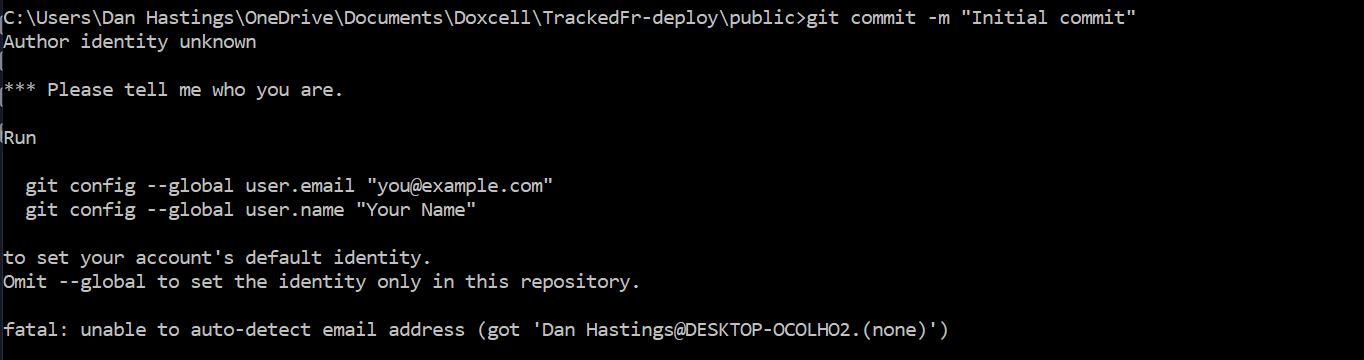 C:\Users\Dan Hastings\OneDrive\Documents\Doxcell\TrackedFr-deploy\public>git commit -m "Initial commit"
Author identity unknown
*** Please tell me who you are.
Run
git config --global user.email "you@example.com"
git config --global user.name "Your Name"
to set your account's default identity.
Omit --global to set the identity only in this repository.
fatal: unable to auto-detect email address (got 'Dan Hastings@DESKTOP-OCOLHO2.(none)')